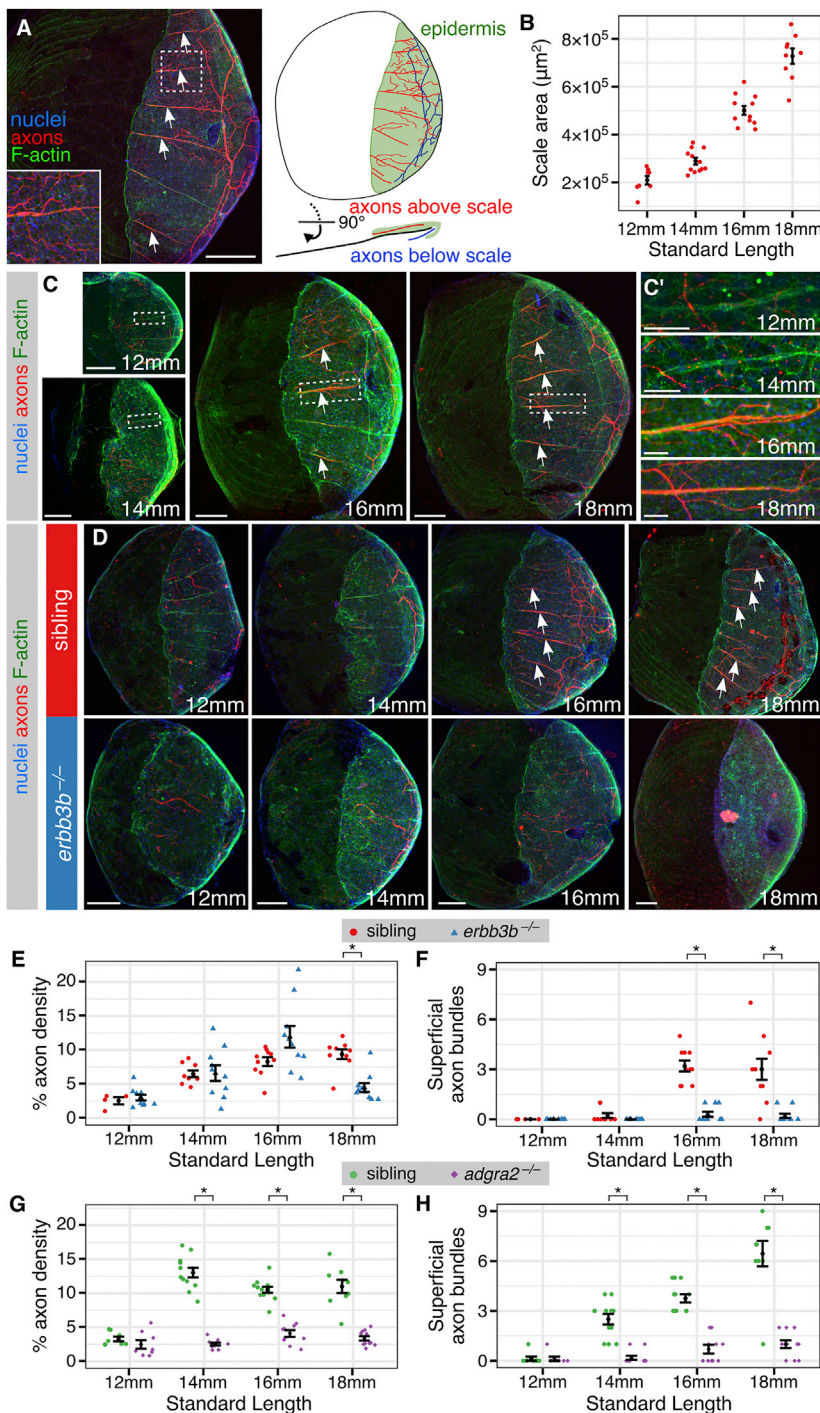 A
nuclei
axons
F-actin
epidermis
90°
axons above scale
axons below scale
B
Scale area (µm²)
8×10⁵
6×10⁵
4×10⁵
2×10⁵
12mm 14mm 16mm 18mm
Standard Length
nuclei axons F-actin
C
12mm
14mm
16mm
18mm
C'
12mm
14mm
16mm
18mm
nuclei axons F-actin
sibling
D
12mm
14mm
16mm
18mm
erbb3b⁻/⁻
12mm
14mm
16mm
18mm
sibling erbb3b⁻/⁻
E
% axon density
20
15
10
5
0
*
12mm 14mm 16mm 18mm
Standard Length
F
Superficial
axon bundles
9
6
3
0
* *
12mm 14mm 16mm 18mm
Standard Length
sibling adgra2⁻/⁻
G
% axon density
20
15
10
5
0
* * *
12mm 14mm 16mm 18mm
Standard Length
H
Superficial
axon bundles
9
6
3
0
* * *
12mm 14mm 16mm 18mm
Standard Length